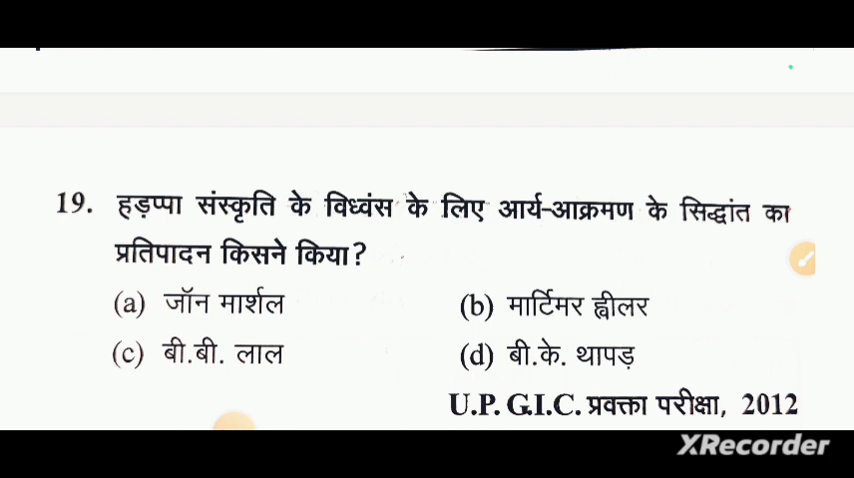 19. हड़प्पा संस्कृति के विध्वंस के लिए आर्य-आक्रमण के सिद्धांत का
प्रतिपादन किसने किया?
(a) जॉन मार्शल (b) मार्टिमर ह्वीलर
(c) बी.बी. लाल (d) बी.के. थापड़
U.P. G.I.C. प्रवक्ता परीक्षा, 2012
XRecorder